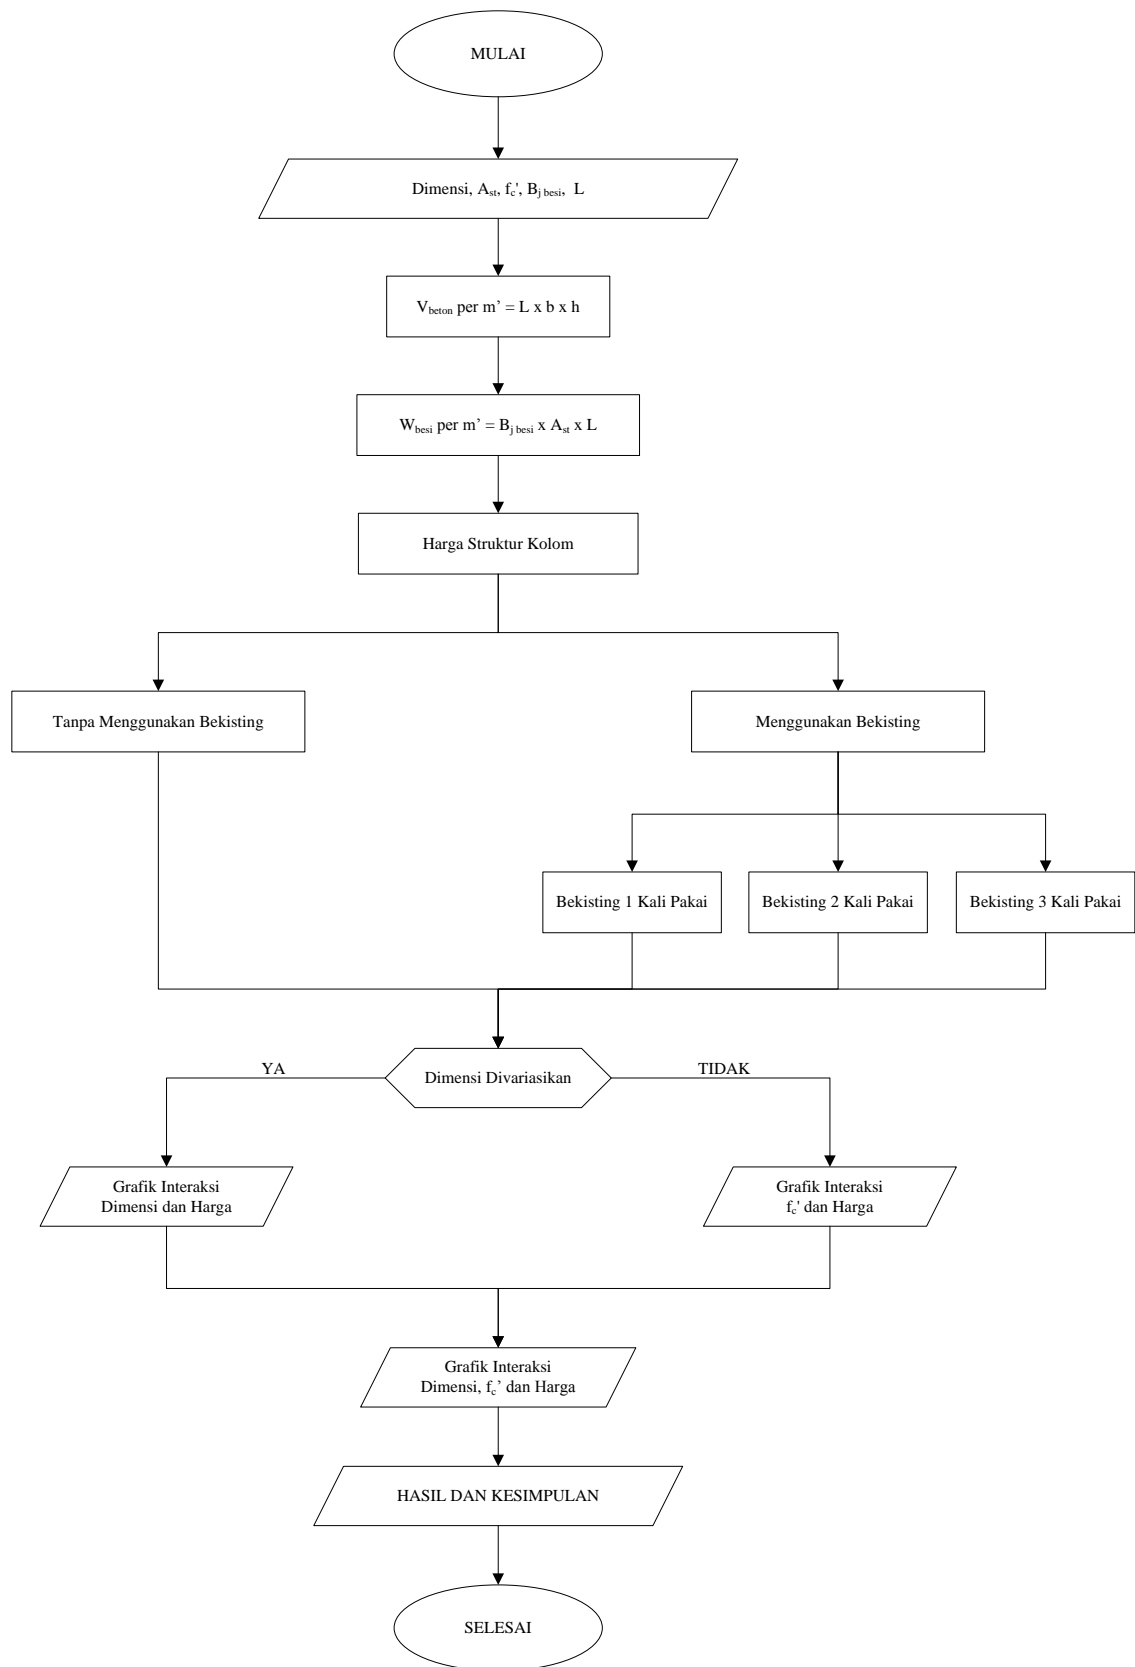 MULAI
Dimensi, Ast, fc', Bj besi, L
Vbeton per m’ = L x b x h
Wbesi per m’ = Bj besi x Ast x L
Harga Struktur Kolom
Tanpa Menggunakan Bekisting
Menggunakan Bekisting
Bekisting 1 Kali Pakai
Bekisting 2 Kali Pakai
Bekisting 3 Kali Pakai
YA
Dimensi Divariasikan
TIDAK
Grafik Interaksi
Dimensi dan Harga
Grafik Interaksi
fc' dan Harga
Grafik Interaksi
Dimensi, fc’ dan Harga
HASIL DAN KESIMPULAN
SELESAI